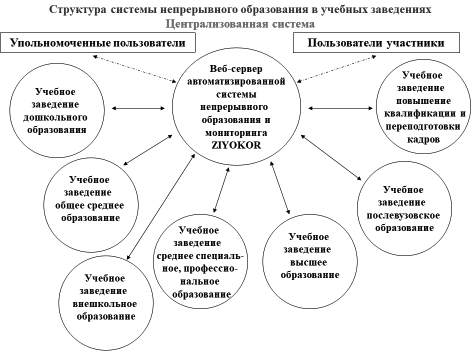 Структура системы непрерывного образования в учебных заведениях
Централизованная система
Упольномоченные пользователи
Пользователи участники
Веб-сервер
автоматизированной
системы
непрерывного
образования и
мониторинга
ZIYOKOR
Учебное
заведение
дошкольного
образования
Учебное
заведение
повышение
квалификации и
переподготовки
кадров
Учебное
заведение
общее среднее
образование
Учебное
заведение
послевузовское
образование
Учебное
заведение
внешкольное
образование
Учебное
заведение
среднее специаль-
ное, профессио-
нальное
образование
Учебное
заведение
высшее
образование